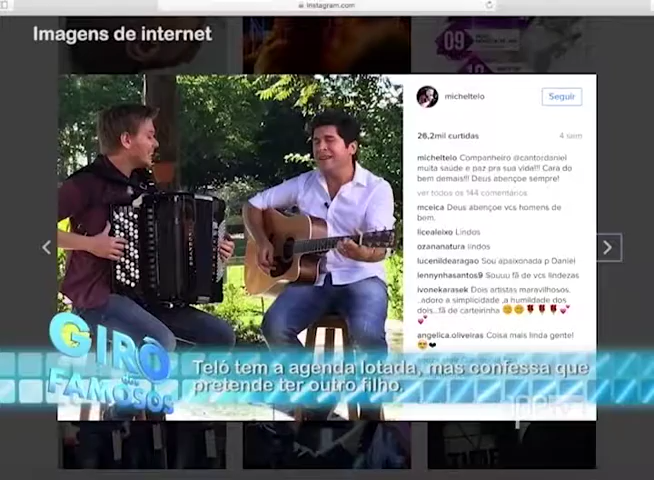 Instagram.com
Imagens de internet
09
10
micheltelo
Seguir
26,2mil curtidas
4 sem
micheltelo Companheiro @cantordaniel
muita saúde e paz pra sua vida!!! Cara do
bem demais!!! Deus abençoe sempre!
ver todos os 144 comentários
mceica Deus abençoe vcs homens de
bem.
licealeixo Lindos
ozananatura lindos
lucenildearagao Sou apaixonada p Daniel
lennynhasantos9 Souuu fã de vcs lindezas
ivonekarasek Dois artistas maravilhosos.
..adoro a simplicidade ,a humildade dos
dois...fã de carteirinha 😊😊🌹🌹🌹💕
💕
angelica.oliveiras Coisa mais linda gente!
😍❤
GIRO
dos
FAMOSOS
Teló tem a agenda lotada, mas confessa que
pretende ter outro filho.